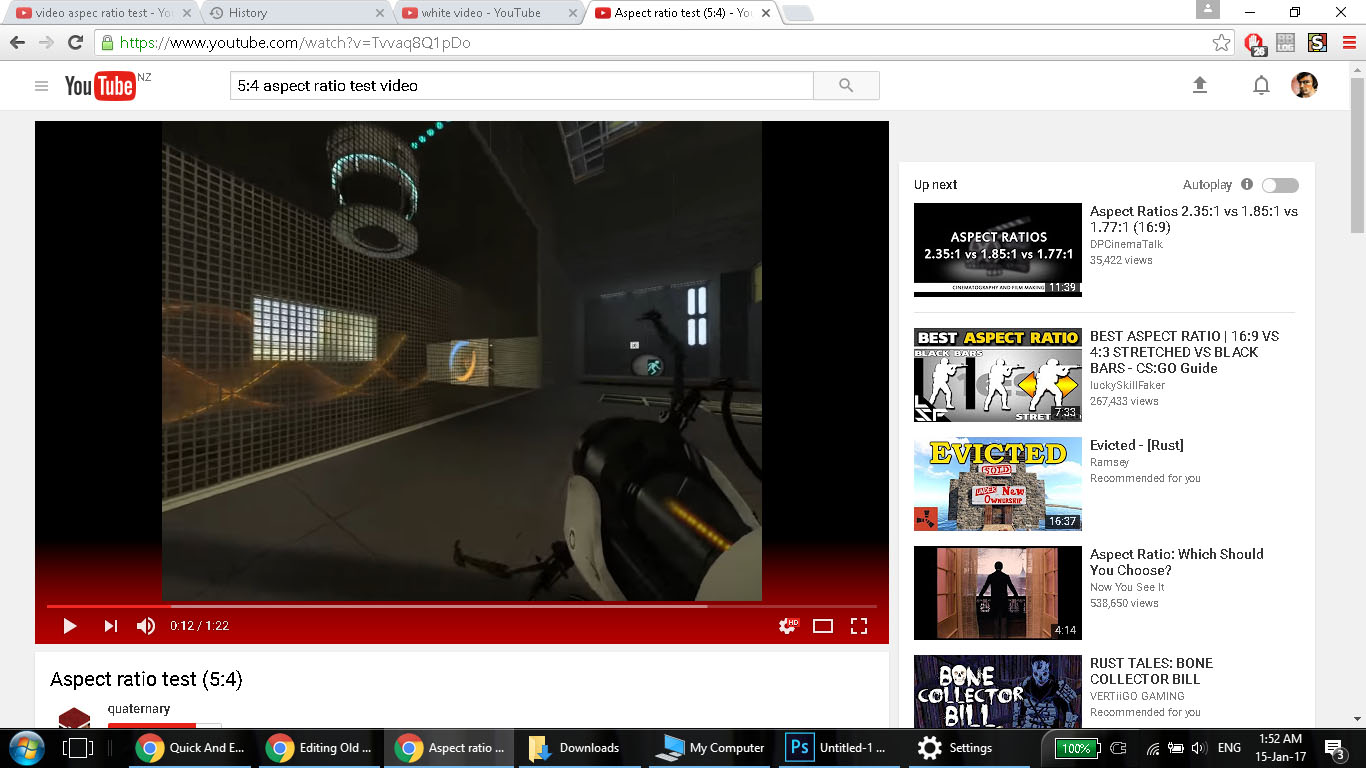 video aspec ratio test - You
History
white video - YouTube
Aspect ratio test (5:4) - Yo
https://www.youtube.com/watch?v=Tvvaq8Q1pDo
26
YouTube NZ
5:4 aspect ratio test video
Up next
Autoplay
ASPECT RATIOS
2.35:1 vs 1.85:1 vs 1.77:1
CINEMATOGRAPHY AND FILM MAKING
11:39
Aspect Ratios 2.35:1 vs 1.85:1 vs
1.77:1 (16:9)
DPCinemaTalk
35,422 views
BEST ASPECT RATIO
BLACK BARS
STRET
7:33
BEST ASPECT RATIO | 16:9 VS
4:3 STRETCHED VS BLACK
BARS - CS:GO Guide
luckySkillFaker
267,433 views
EVICTED
SOLD
UNDER New
Ownership
16:37
Evicted - [Rust]
Ramsey
Recommended for you
4:14
Aspect Ratio: Which Should
You Choose?
Now You See It
538,650 views
BONE
COLLECTOR
BILL
RUST TALES: BONE
COLLECTOR BILL
VERTiiGO GAMING
Recommended for you
0:12 / 1:22
HD
Aspect ratio test (5:4)
quaternary
Quick And E...
Editing Old ...
Aspect ratio ...
Downloads
My Computer
Ps
Untitled-1 ...
Settings
100%
ENG
1:52 AM
15-Jan-17
3